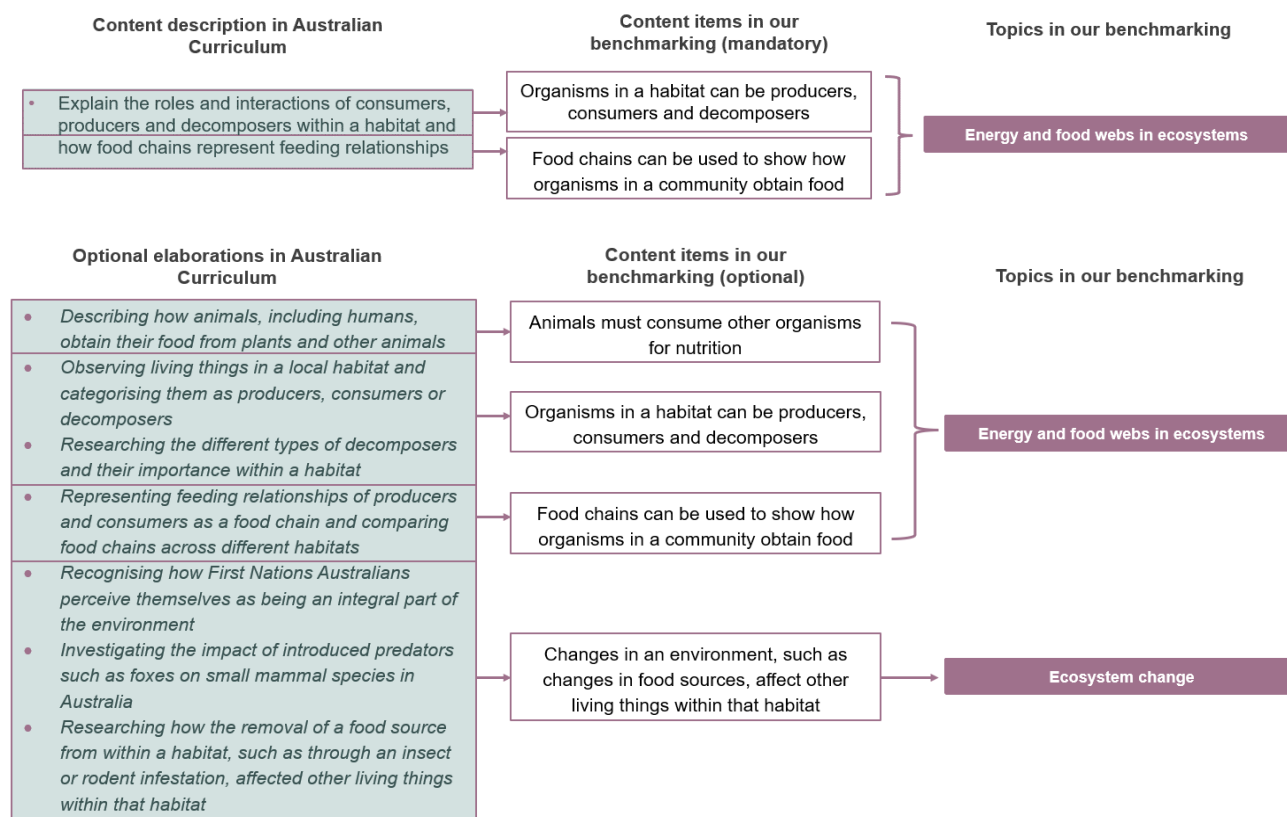 Content description in Australian
Curriculum
Content items in our
benchmarking (mandatory)
Topics in our benchmarking
• Explain the roles and interactions of consumers,
producers and decomposers within a habitat and
how food chains represent feeding relationships
Organisms in a habitat can be producers,
consumers and decomposers
Food chains can be used to show how
organisms in a community obtain food
Energy and food webs in ecosystems
Optional elaborations in Australian
Curriculum
Content items in our
benchmarking (optional)
Topics in our benchmarking
• Describing how animals, including humans,
obtain their food from plants and other animals
• Observing living things in a local habitat and
categorising them as producers, consumers or
decomposers
• Researching the different types of decomposers
and their importance within a habitat
• Representing feeding relationships of producers
and consumers as a food chain and comparing
food chains across different habitats
• Recognising how First Nations Australians
perceive themselves as being an integral part of
the environment
• Investigating the impact of introduced predators
such as foxes on small mammal species in
Australia
• Researching how the removal of a food source
from within a habitat, such as through an insect
or rodent infestation, affected other living things
within that habitat
Animals must consume other organisms
for nutrition
Organisms in a habitat can be producers,
consumers and decomposers
Food chains can be used to show how
organisms in a community obtain food
Changes in an environment, such as
changes in food sources, affect other
living things within that habitat
Energy and food webs in ecosystems
Ecosystem change